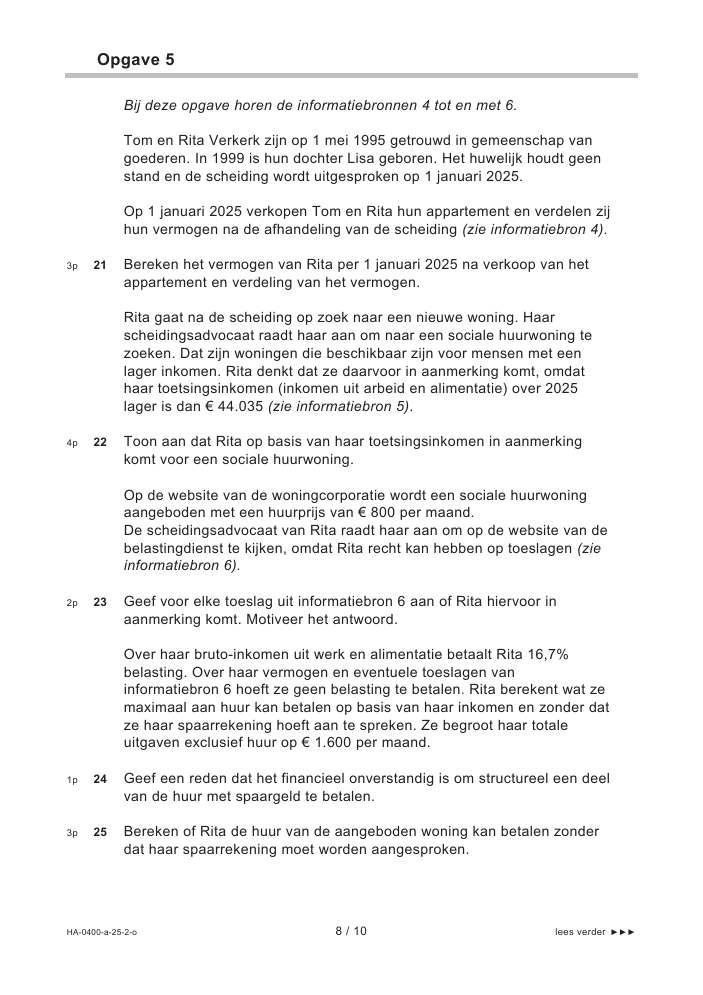 Opgave 5
Bij deze opgave horen de informatiebronnen 4 tot en met 6.
Tom en Rita Verkerk zijn op 1 mei 1995 getrouwd in gemeenschap van
goederen. In 1999 is hun dochter Lisa geboren. Het huwelijk houdt geen
stand en de scheiding wordt uitgesproken op 1 januari 2025.
Op 1 januari 2025 verkopen Tom en Rita hun appartement en verdelen zij
hun vermogen na de afhandeling van de scheiding (zie informatiebron 4).
3p 21 Bereken het vermogen van Rita per 1 januari 2025 na verkoop van het
appartement en verdeling van het vermogen.
Rita gaat na de scheiding op zoek naar een nieuwe woning. Haar
scheidingsadvocaat raadt haar aan om naar een sociale huurwoning te
zoeken. Dat zijn woningen die beschikbaar zijn voor mensen met een
lager inkomen. Rita denkt dat ze daarvoor in aanmerking komt, omdat
haar toetsingsinkomen (inkomen uit arbeid en alimentatie) over 2025
lager is dan € 44.035 (zie informatiebron 5).
4p 22 Toon aan dat Rita op basis van haar toetsingsinkomen in aanmerking
komt voor een sociale huurwoning.
Op de website van de woningcorporatie wordt een sociale huurwoning
aangeboden met een huurprijs van € 800 per maand.
De scheidingsadvocaat van Rita raadt haar aan om op de website van de
belastingdienst te kijken, omdat Rita recht kan hebben op toeslagen (zie
informatiebron 6).
2p 23 Geef voor elke toeslag uit informatiebron 6 aan of Rita hiervoor in
aanmerking komt. Motiveer het antwoord.
Over haar bruto-inkomen uit werk en alimentatie betaalt Rita 16,7%
belasting. Over haar vermogen en eventuele toeslagen van
informatiebron 6 hoeft ze geen belasting te betalen. Rita berekent wat ze
maximaal aan huur kan betalen op basis van haar inkomen en zonder dat
ze haar spaarrekening hoeft aan te spreken. Ze begroot haar totale
uitgaven exclusief huur op € 1.600 per maand.
1p 24 Geef een reden dat het financieel onverstandig is om structureel een deel
van de huur met spaargeld te betalen.
3p 25 Bereken of Rita de huur van de aangeboden woning kan betalen zonder
dat haar spaarrekening moet worden aangesproken.
HA-0400-a-25-2-o 8 / 10 lees verder ►►►